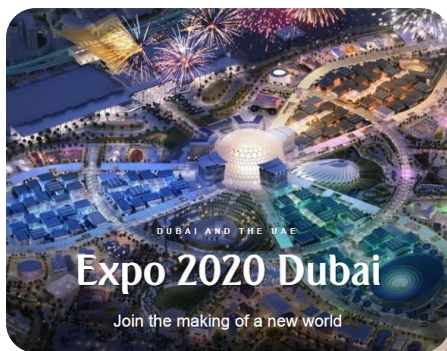 DUBAI AND THE UAE
Expo 2020 Dubai
Join the making of a new world